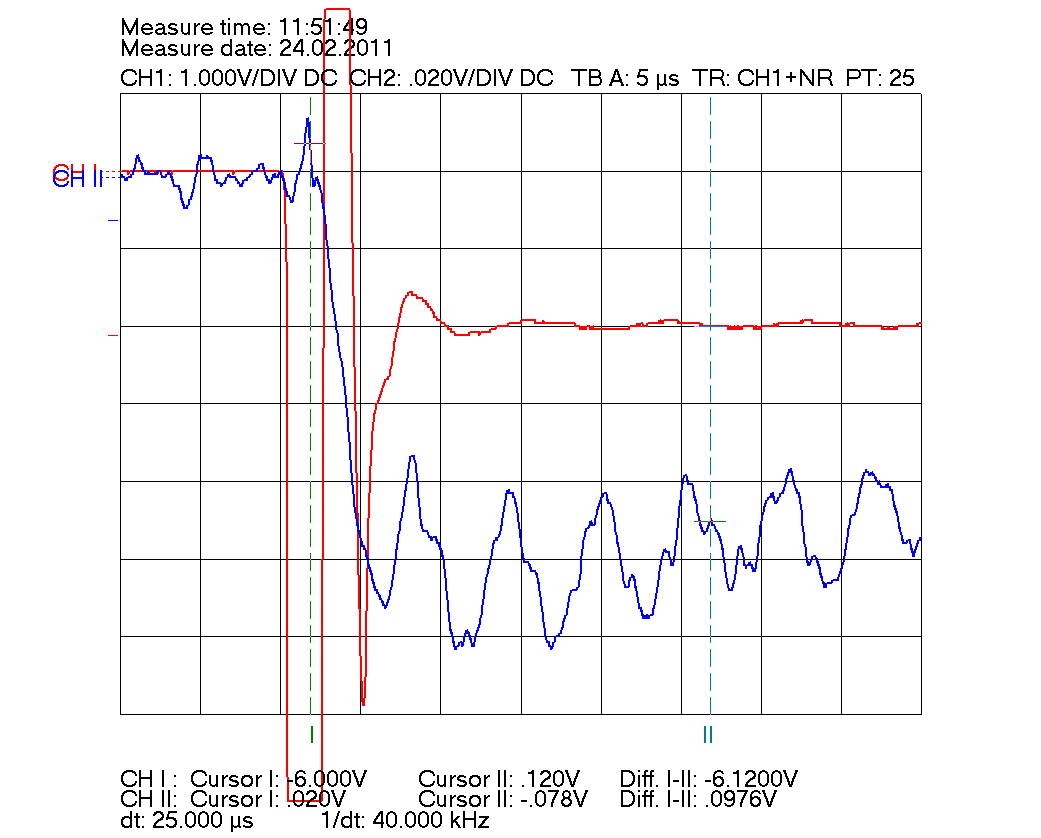 Measure time: 11:51:49
Measure date: 24.02.2011
CH1: 1.000V/DIV DC CH2: .020V/DIV DC TB A: 5 µs TR: CH1+NR PT: 25
CH I
CH II
I II
CH I : Cursor I: -6.000V Cursor II: .120V Diff. I-II: -6.1200V
CH II: Cursor I: .020V Cursor II: -.078V Diff. I-II: .0976V
dt: 25.000 µs 1/dt: 40.000 kHz